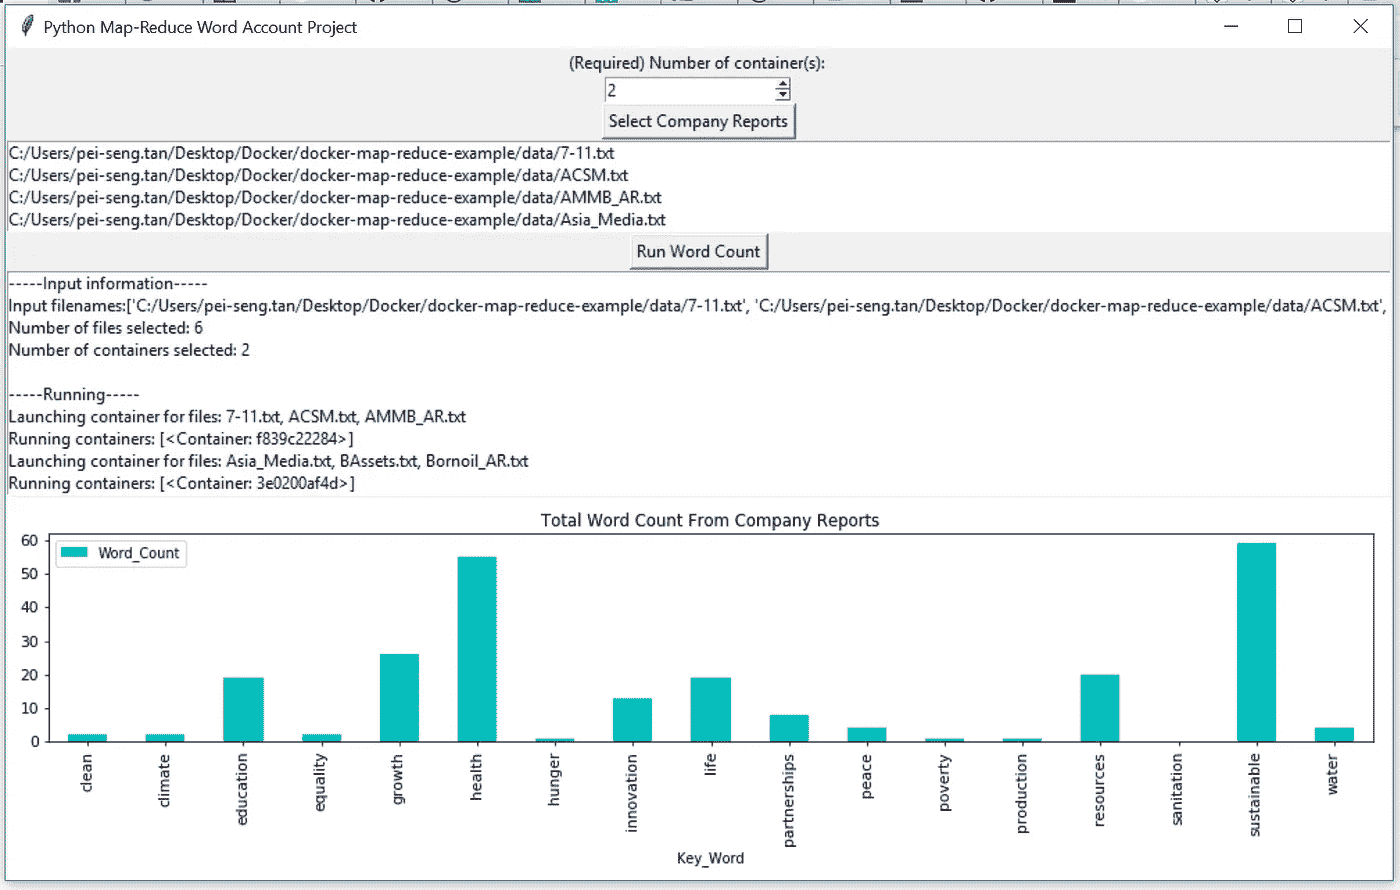 Python Map-Reduce Word Account Project
(Required) Number of container(s):
2
Select Company Reports
C:/Users/pei-seng.tan/Desktop/Docker/docker-map-reduce-example/data/7-11.txt
C:/Users/pei-seng.tan/Desktop/Docker/docker-map-reduce-example/data/ACSM.txt
C:/Users/pei-seng.tan/Desktop/Docker/docker-map-reduce-example/data/AMMB_AR.txt
C:/Users/pei-seng.tan/Desktop/Docker/docker-map-reduce-example/data/Asia_Media.txt
Run Word Count
-----Input information-----
Input filenames:['C:/Users/pei-seng.tan/Desktop/Docker/docker-map-reduce-example/data/7-11.txt', 'C:/Users/pei-seng.tan/Desktop/Docker/docker-map-reduce-example/data/ACSM.txt',
Number of files selected: 6
Number of containers selected: 2
-----Running-----
Launching container for files: 7-11.txt, ACSM.txt, AMMB_AR.txt
Running containers: [<Container: f839c22284>]
Launching container for files: Asia_Media.txt, BAssets.txt, Bornoil_AR.txt
Running containers: [<Container: 3e0200af4d>]
Total Word Count From Company Reports
Word_Count
60
50
40
30
20
10
0
clean
climate
education
equality
growth
health
hunger
innovation
life
partnerships
peace
poverty
production
resources
sanitation
sustainable
water
Key_Word